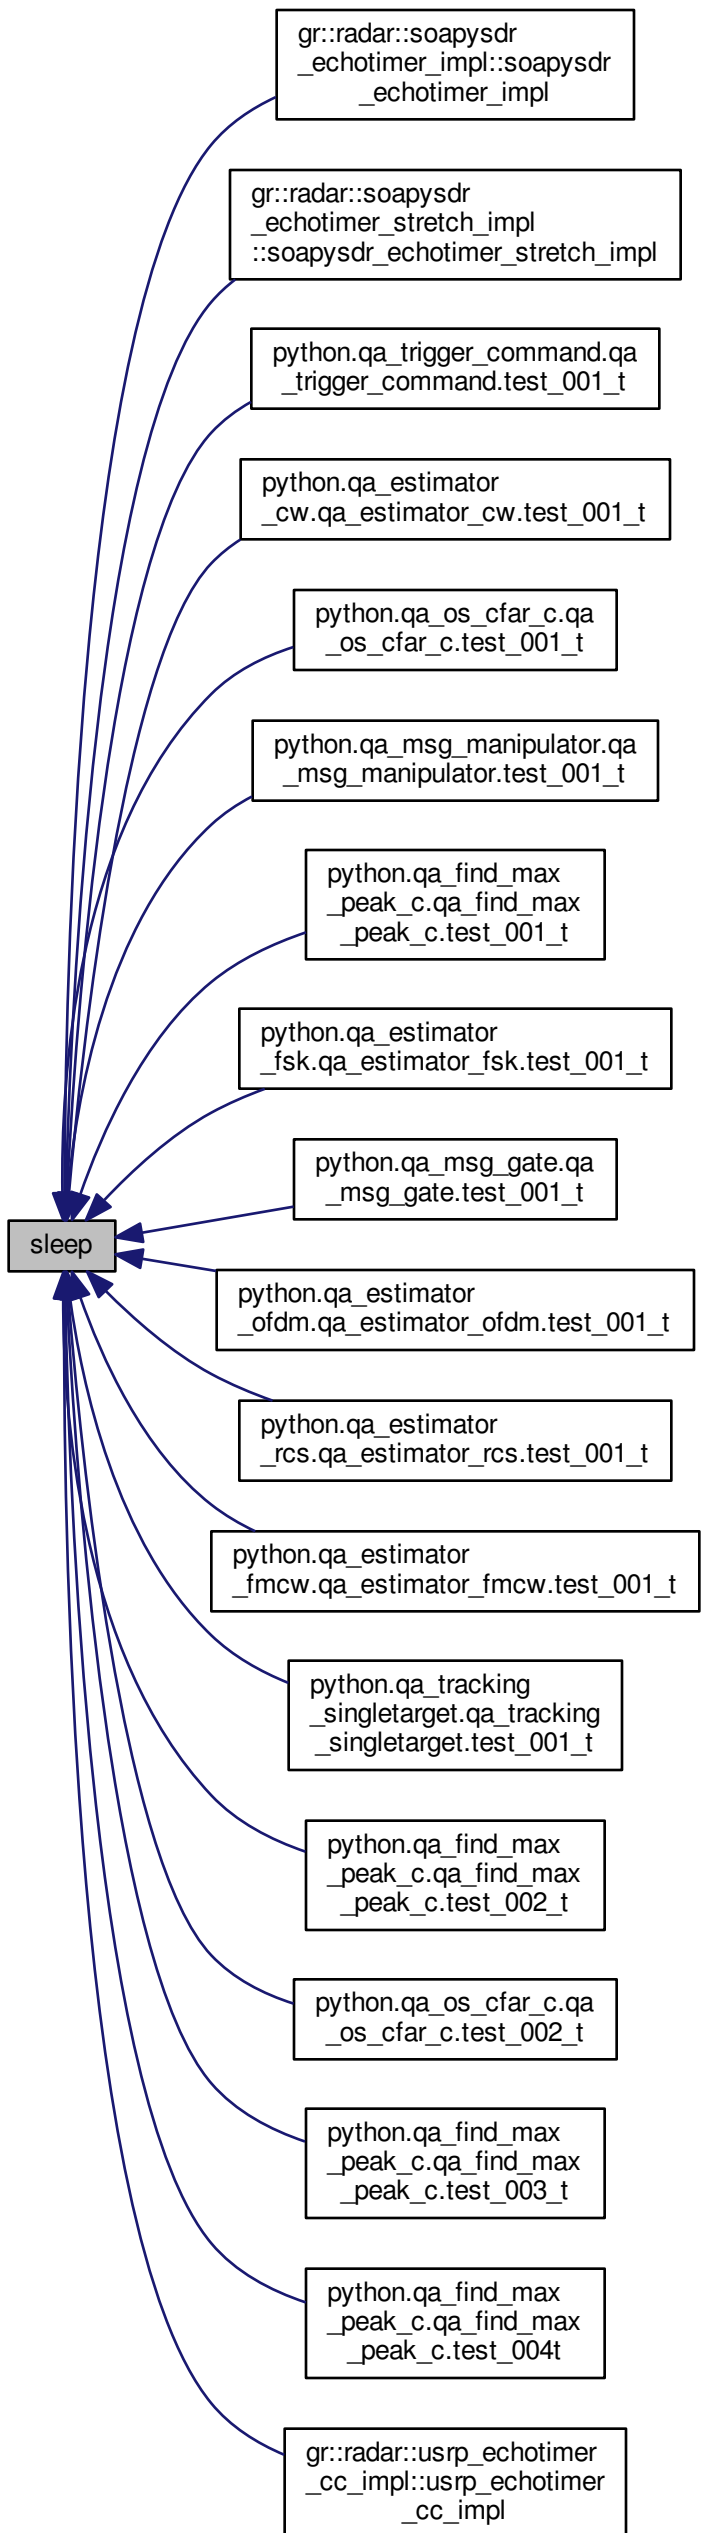 gr::radar::soapysdr
_echotimer_impl::soapysdr
_echotimer_impl
gr::radar::soapysdr
_echotimer_stretch_impl
::soapysdr_echotimer_stretch_impl
python.qa_trigger_command.qa
_trigger_command.test_001_t
python.qa_estimator
_cw.qa_estimator_cw.test_001_t
python.qa_os_cfar_c.qa
_os_cfar_c.test_001_t
python.qa_msg_manipulator.qa
_msg_manipulator.test_001_t
python.qa_find_max
_peak_c.qa_find_max
_peak_c.test_001_t
python.qa_estimator
_fsk.qa_estimator_fsk.test_001_t
python.qa_msg_gate.qa
_msg_gate.test_001_t
sleep
python.qa_estimator
_ofdm.qa_estimator_ofdm.test_001_t
python.qa_estimator
_rcs.qa_estimator_rcs.test_001_t
python.qa_estimator
_fmcw.qa_estimator_fmcw.test_001_t
python.qa_tracking
_singletarget.qa_tracking
_singletarget.test_001_t
python.qa_find_max
_peak_c.qa_find_max
_peak_c.test_002_t
python.qa_os_cfar_c.qa
_os_cfar_c.test_002_t
python.qa_find_max
_peak_c.qa_find_max
_peak_c.test_003_t
python.qa_find_max
_peak_c.qa_find_max
_peak_c.test_004t
gr::radar::usrp_echotimer
_cc_impl::usrp_echotimer
_cc_impl